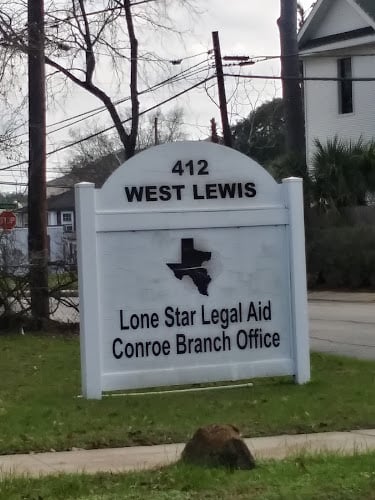 412
WEST LEWIS
Lone Star Legal Aid
Conroe Branch Office